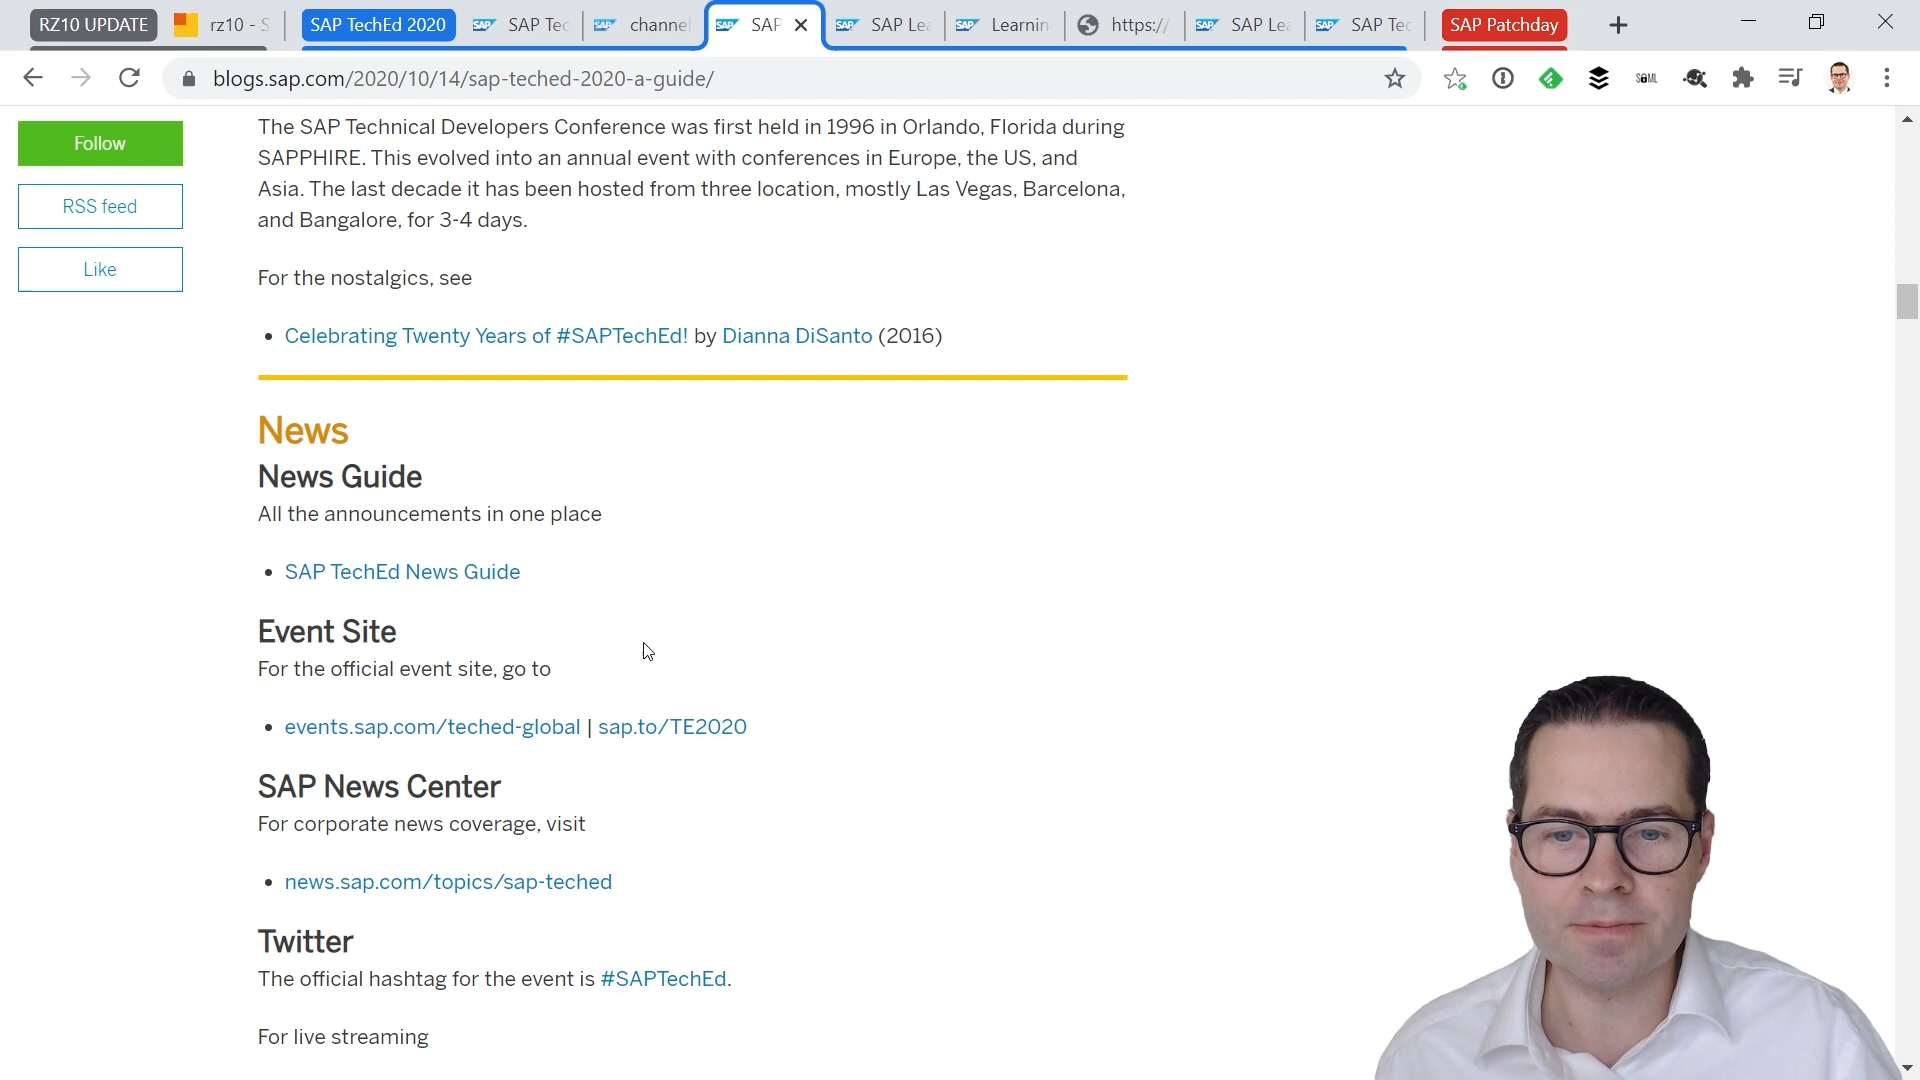 RZ10 UPDATE
rz10 - S
SAP TechEd 2020
SAP Tec
channel
SAP
SAP Lea
Learnin
https://
SAP Lea
SAP Tec
SAP Patchday
blogs.sap.com/2020/10/14/sap-teched-2020-a-guide/
Follow
RSS feed
Like
The SAP Technical Developers Conference was first held in 1996 in Orlando, Florida during
SAPPHIRE. This evolved into an annual event with conferences in Europe, the US, and
Asia. The last decade it has been hosted from three location, mostly Las Vegas, Barcelona,
and Bangalore, for 3-4 days.
For the nostalgics, see
• Celebrating Twenty Years of #SAPTechEd! by Dianna DiSanto (2016)
News
News Guide
All the announcements in one place
• SAP TechEd News Guide
Event Site
For the official event site, go to
• events.sap.com/teched-global | sap.to/TE2020
SAP News Center
For corporate news coverage, visit
• news.sap.com/topics/sap-teched
Twitter
The official hashtag for the event is #SAPTechEd.
For live streaming